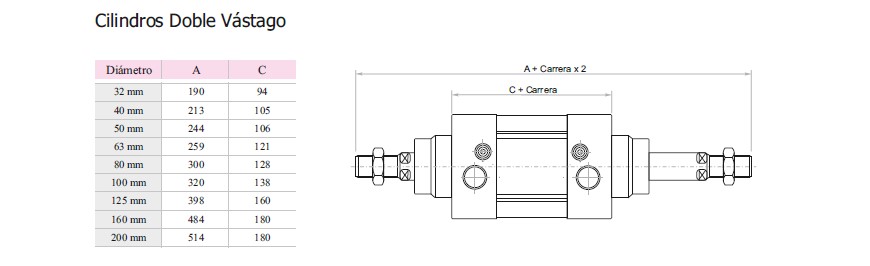 Cilindros Doble Vástago
Diámetro A C
32 mm 190 94
40 mm 213 105
50 mm 244 106
63 mm 259 121
80 mm 300 128
100 mm 320 138
125 mm 398 160
160 mm 484 180
200 mm 514 180
A + Carrera x 2
C + Carrera